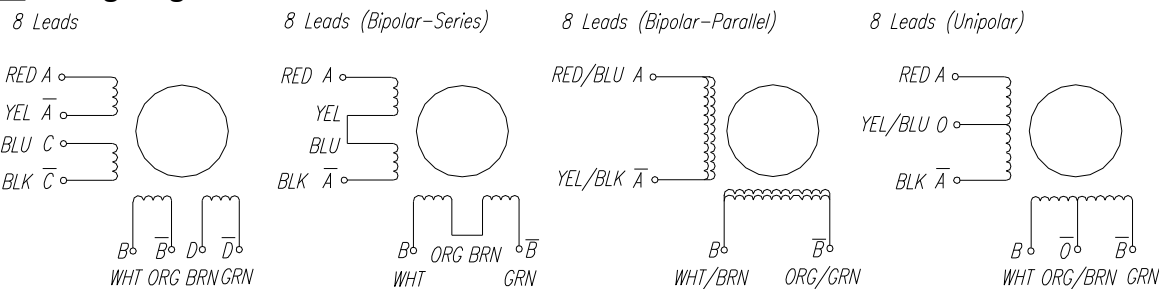 8 Leads
RED A
YEL A̅
BLU C
BLK C̅
B B̅ D D̅
WHT ORG BRN GRN
8 Leads (Bipolar-Series)
RED A
YEL
BLU
BLK A̅
B ORG BRN B̅
WHT GRN
8 Leads (Bipolar-Parallel)
RED/BLU A
YEL/BLK A̅
B B̅
WHT/BRN ORG/GRN
8 Leads (Unipolar)
RED A
YEL/BLU O
BLK A̅
B O̅ B̅
WHT ORG/BRN GRN